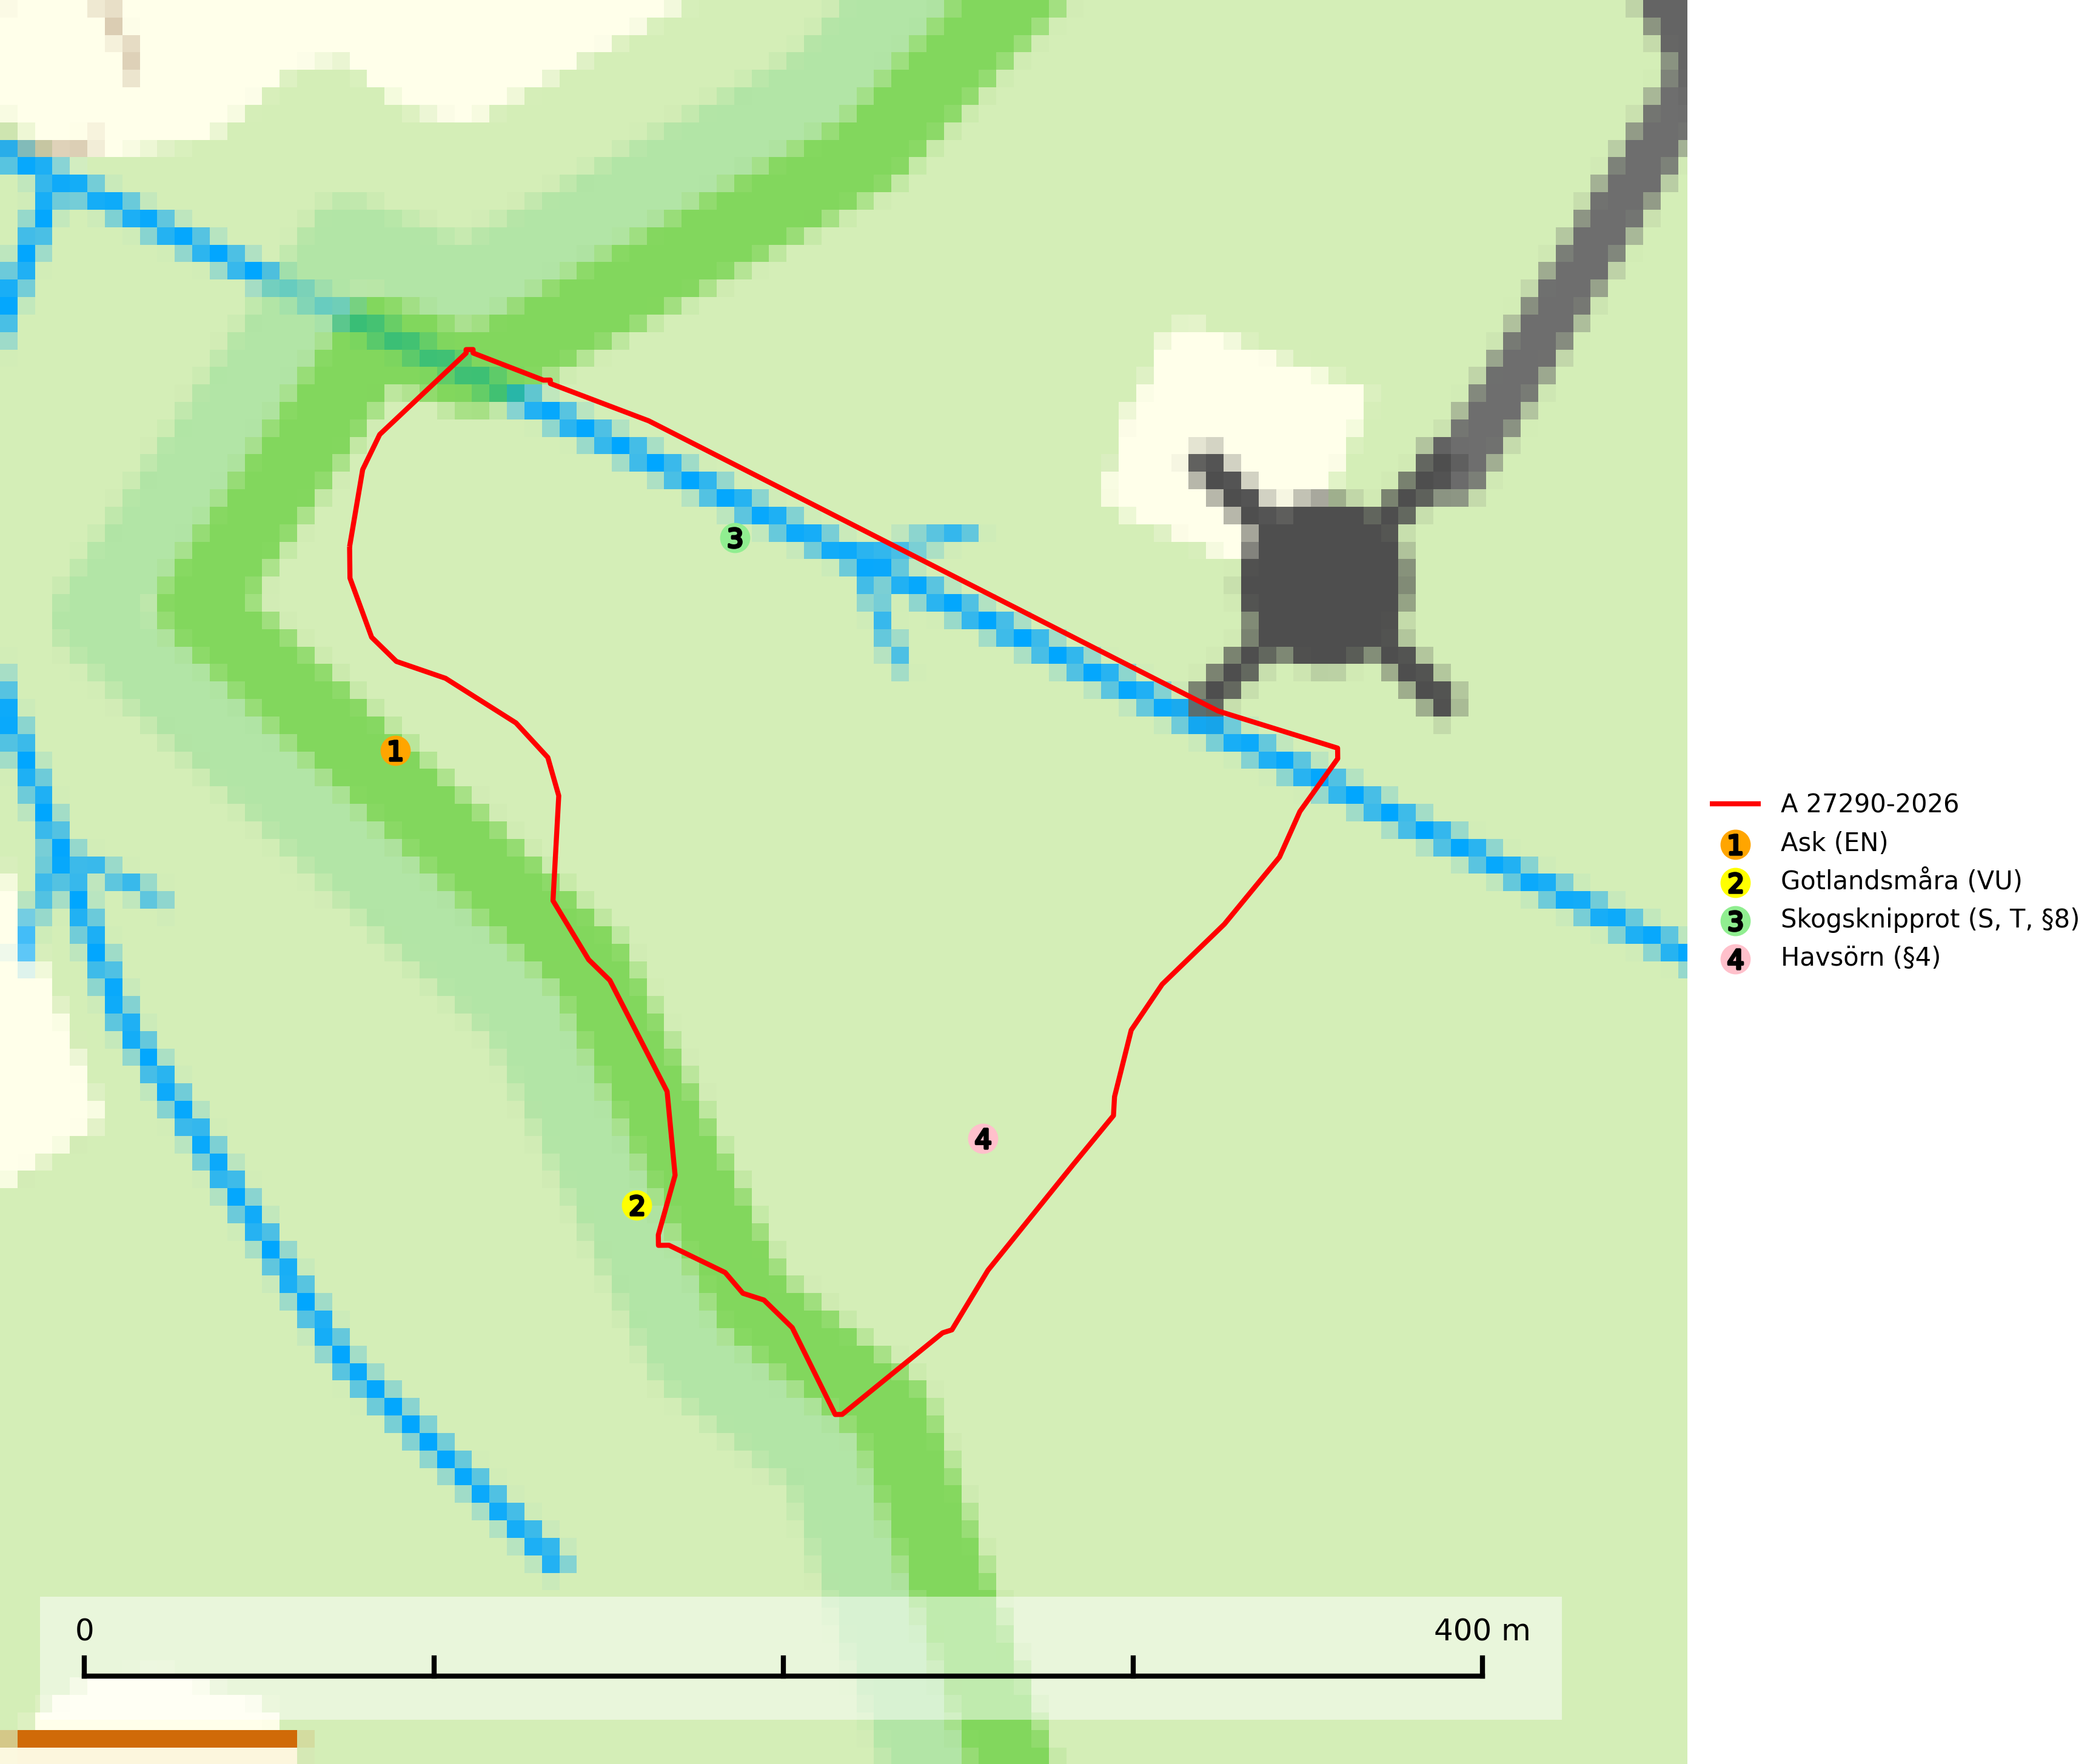 3
1
4
2
0
400 m
A 27290-2026
1 Ask (EN)
2 Gotlandsmåra (VU)
3 Skogsknipprot (S, T, §8)
4 Havsörn (§4)